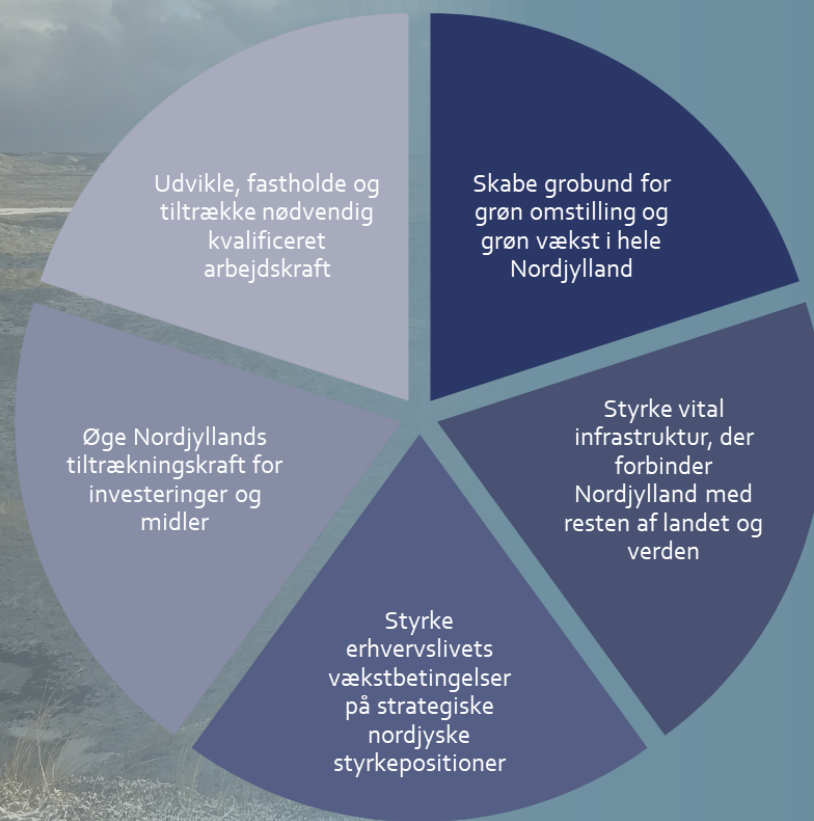 Udvikle, fastholde og
tiltrække nødvendig
kvalificeret
arbejdskraft
Skabe grobund for
grøn omstilling og
grøn vækst i hele
Nordjylland
Øge Nordjyllands
tiltrækningskraft for
investeringer og
midler
Styrke vital
infrastruktur, der
forbinder
Nordjylland med
resten af landet og
verden
Styrke
erhvervslivets
vækstbetingelser
på strategiske
nordjyske
styrkepositioner